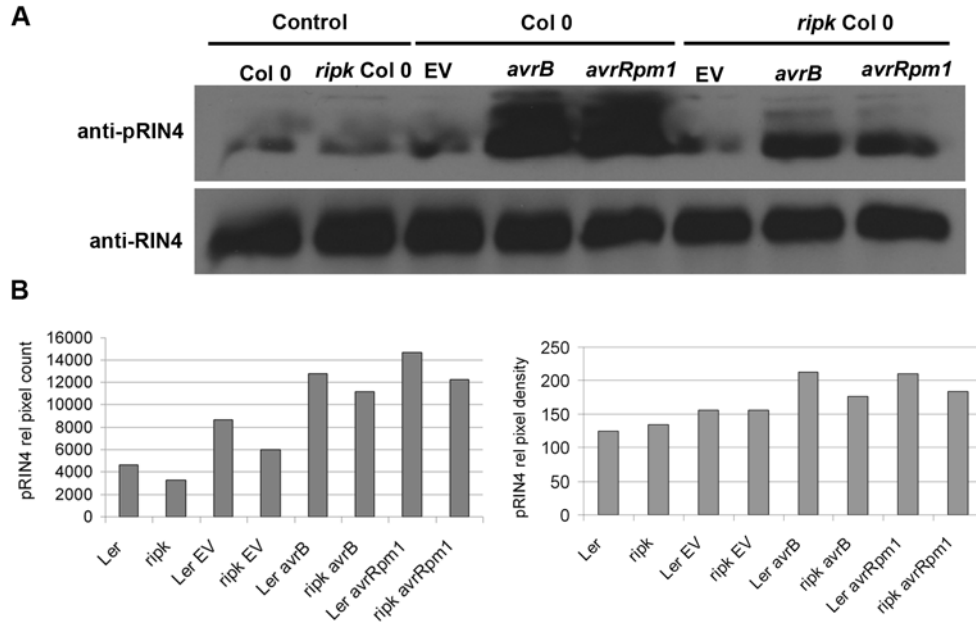 A
Control Col 0 ripk Col 0
Col 0 ripk Col 0 EV avrB avrRpm1 EV avrB avrRpm1
anti-pRIN4
anti-RIN4
B
pRIN4 rel pixel count
16000
14000
12000
10000
8000
6000
4000
2000
0
Ler
ripk
Ler EV
ripk EV
Ler avrB
ripk avrB
Ler avrRpm1
ripk avrRpm1
pRIN4 rel pixel density
250
200
150
100
50
0
Ler
ripk
Ler EV
ripk EV
Ler avrB
ripk avrB
Ler avrRpm1
ripk avrRpm1